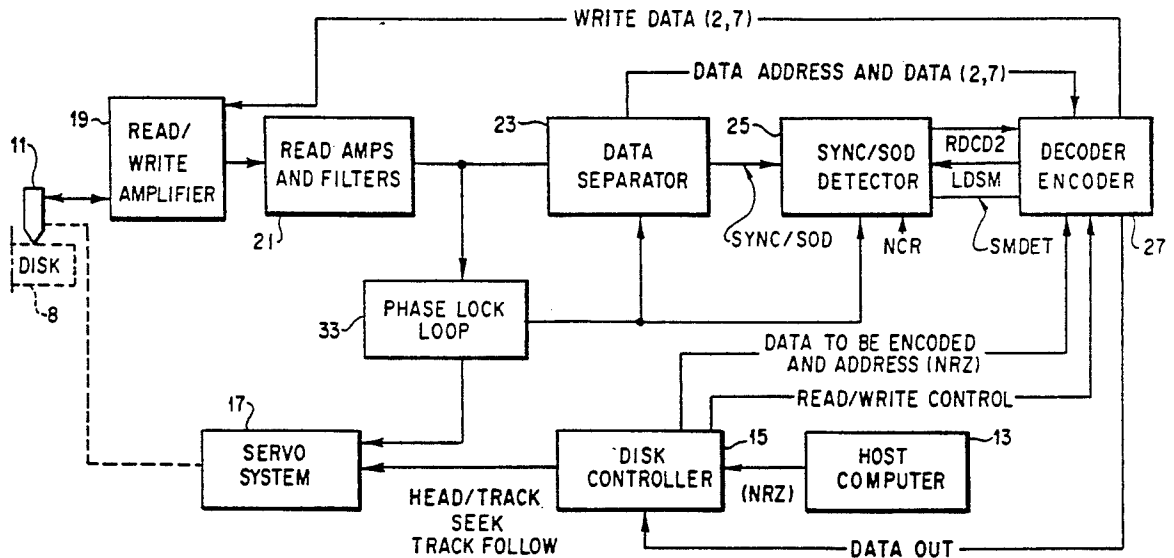 WRITE DATA (2,7)
DATA ADDRESS AND DATA (2,7)
19
READ/
WRITE
AMPLIFIER
11
READ AMPS
AND FILTERS
21
23
DATA
SEPARATOR
25
SYNC/SOD
DETECTOR
RDCD2
LDSM
SMDET
NCR
SYNC/SOD
DECODER
ENCODER
27
DISK
8
33
PHASE LOCK
LOOP
DATA TO BE ENCODED
AND ADDRESS (NRZ)
READ/WRITE CONTROL
17
SERVO
SYSTEM
HEAD/TRACK
SEEK
TRACK FOLLOW
15
DISK
CONTROLLER
(NRZ)
13
HOST
COMPUTER
DATA OUT